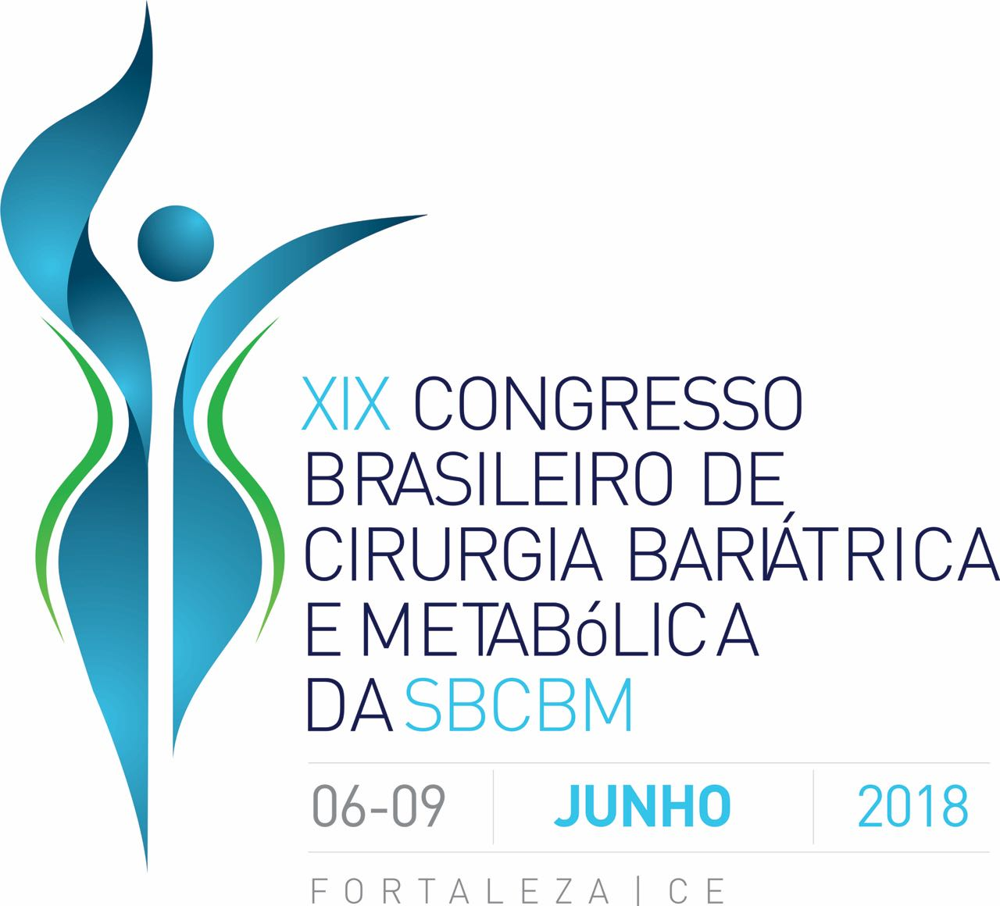 XIX CONGRESSO
BRASILEIRO DE
CIRURGIA BARIÁTRICA
E METABóLICA
DA SBCBM
06-09 JUNHO 2018
FORTALEZA | CE